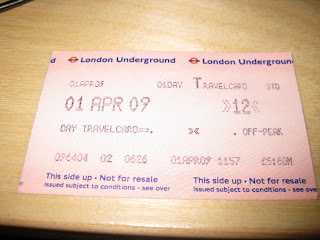 London Underground London Underground
01APR09 01DAY TRAVELCARD STD
01 APR 09 »12«
DAY TRAVELCARD==. . OFF-PEAK
096404 02 0626 01APR09 1157 £5:60M
This side up • Not for resale This side up • Not for resale
Issued subject to conditions - see over Issued subject to conditions - see over